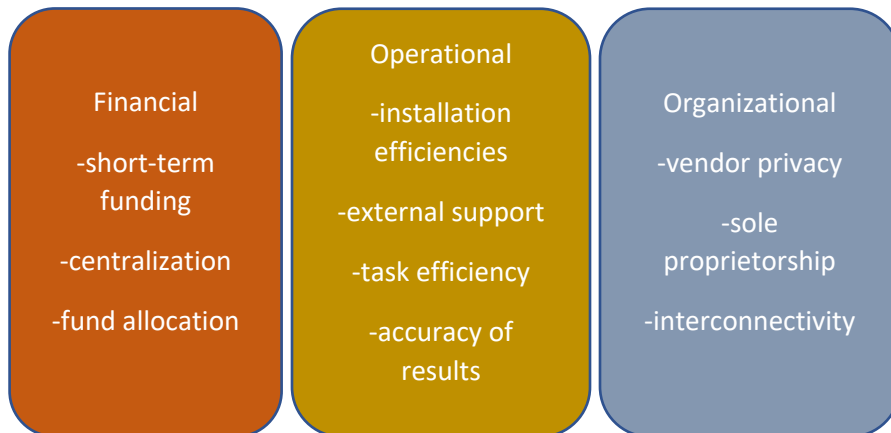 Financial
-short-term
funding
-centralization
-fund allocation
Operational
-installation
efficiencies
-external support
-task efficiency
-accuracy of
results
Organizational
-vendor privacy
-sole
proprietorship
-interconnectivity